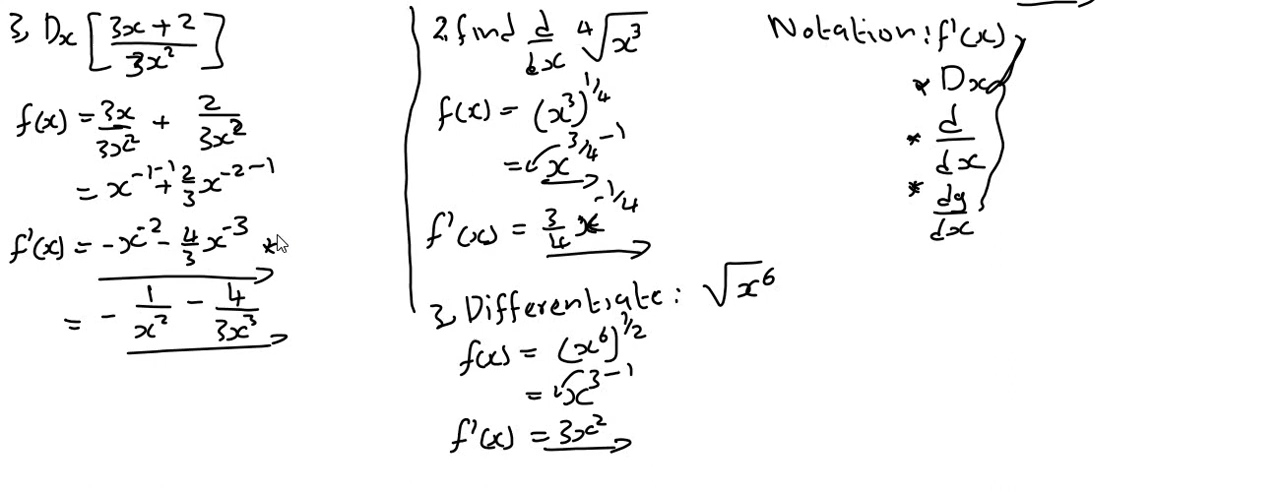 3, Dx [ (3x + 2) / (3x²) ]
f(x) = 3x/3x² + 2/3x²
= x⁻¹⁻¹ + 2/3 x⁻²⁻¹
f'(x) = -x⁻² - 4/3 x⁻³ *
= - 1/x² - 4/3x³
2. find d/dx ⁴√x³
f(x) = (x³)^1/4
= x^3/4 - 1
f'(x) = 3/4 x^-1/4
3, Differentiate: √x⁶
f(x) = (x⁶)^1/2
= x³⁻¹
f'(x) = 3x²
Notation: f'(x)
* Dx
* d/dx
* dy/dx